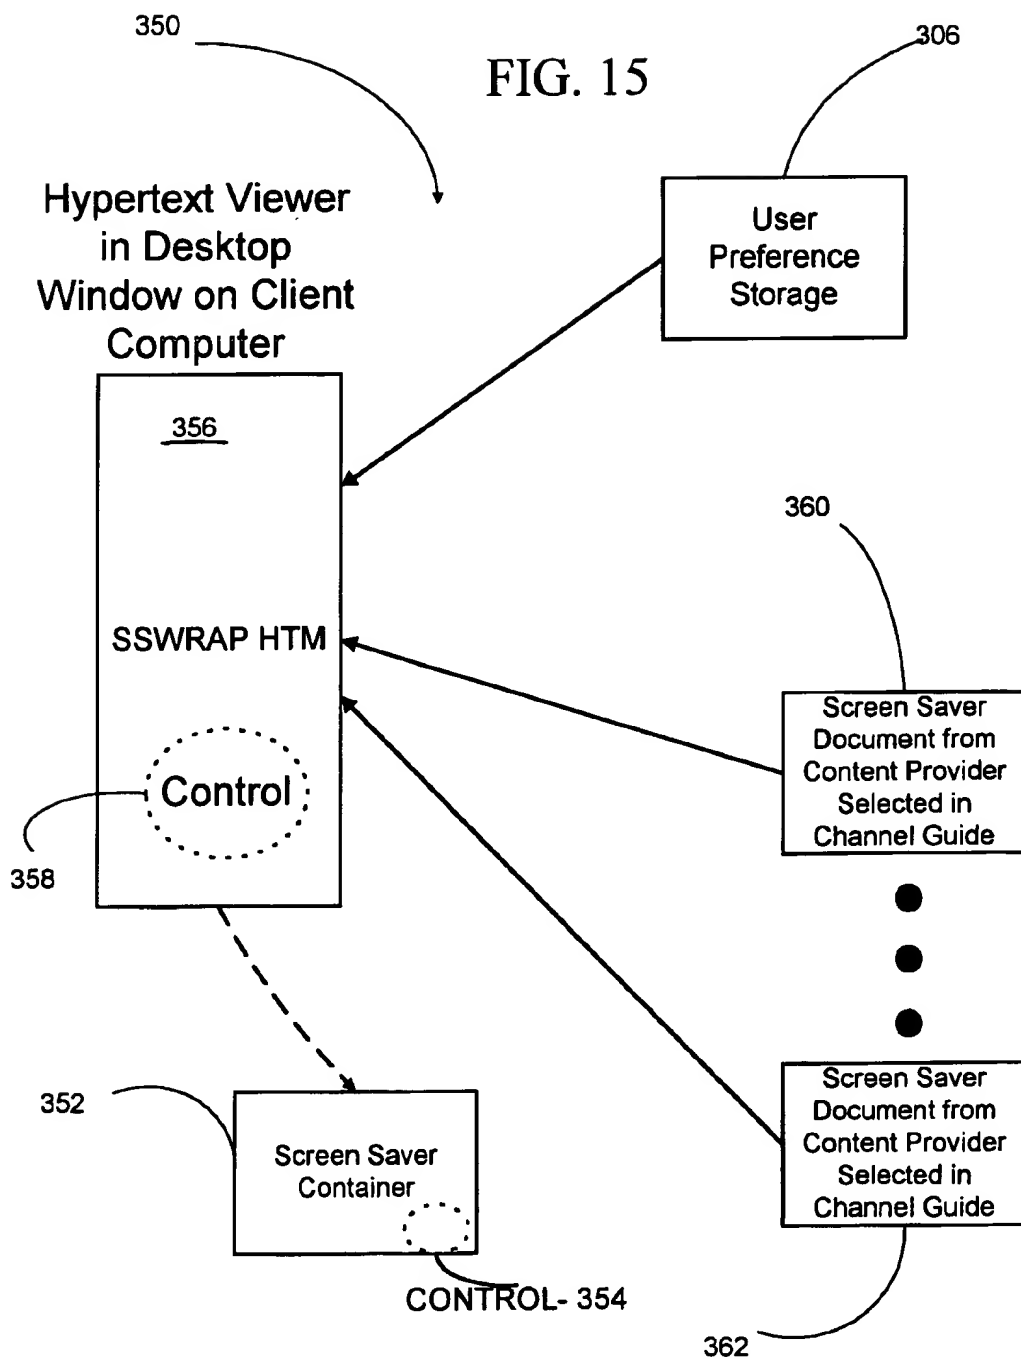 350
306
FIG. 15
Hypertext Viewer
in Desktop
Window on Client
Computer
User
Preference
Storage
356
360
SSWRAP HTM
Control
358
Screen Saver
Document from
Content Provider
Selected in
Channel Guide
352
Screen Saver
Container
CONTROL- 354
Screen Saver
Document from
Content Provider
Selected in
Channel Guide
362